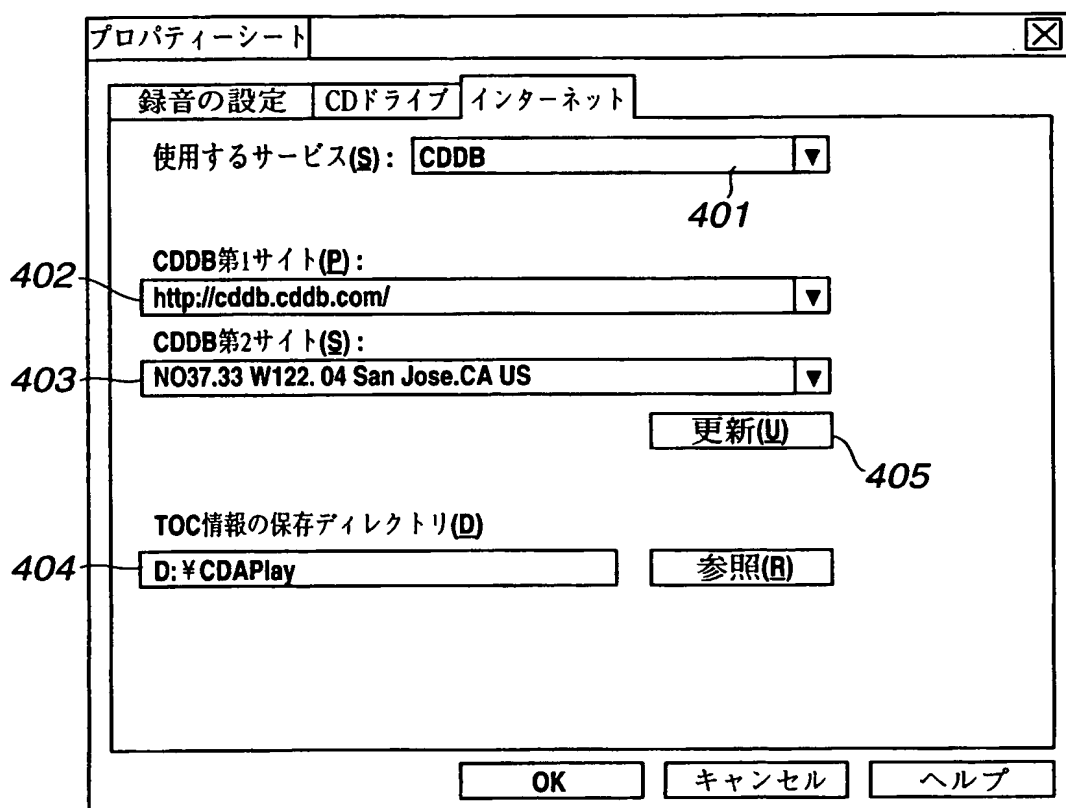 プロパティーシート
録音の設定 CDドライブ インターネット
使用するサービス(S): CDDB ▼
401
CDDB第1サイト(P):
402
http://cddb.cddb.com/ ▼
CDDB第2サイト(S):
403
NO37.33 W122. 04 San Jose.CA US ▼
更新(U)
405
TOC情報の保存ディレクトリ(D)
404
D:¥CDAPlay 参照(R)
OK キャンセル ヘルプ